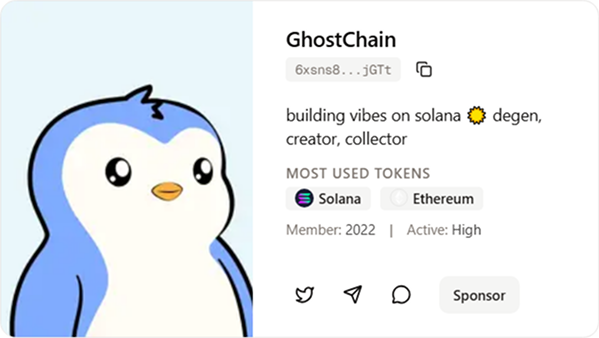 GhostChain
6xsns8...jGTt
building vibes on solana ✹ degen,
creator, collector
MOST USED TOKENS
Solana Ethereum
Member: 2022 | Active: High
Sponsor